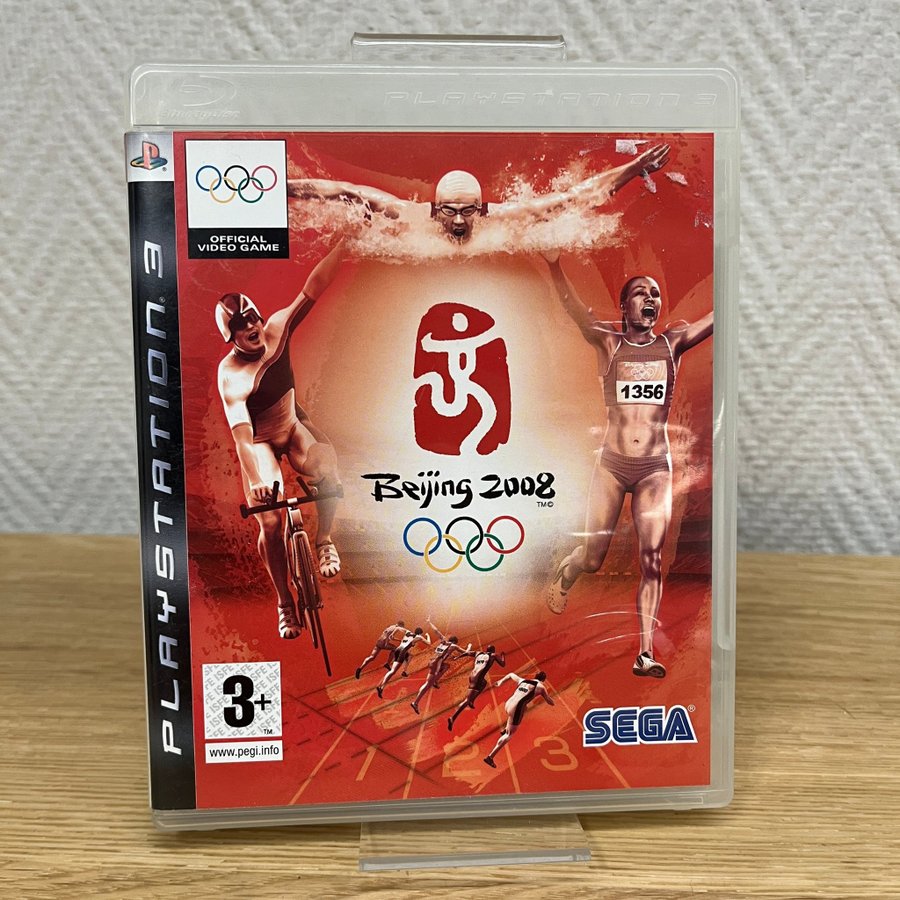 PLAYSTATION 3
PLAYSTATION®3
OFFICIAL
VIDEO GAME
1356
Beijing 2008
TM©
1 2 3
3+
TM
www.pegi.info
SEGA®